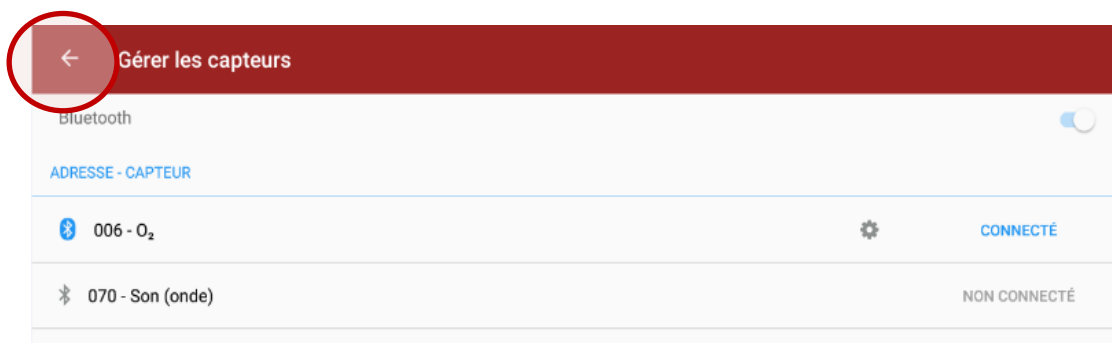 Gérer les capteurs
Bluetooth
ADRESSE - CAPTEUR
006 - O₂ CONNECTÉ
070 - Son (onde) NON CONNECTÉ